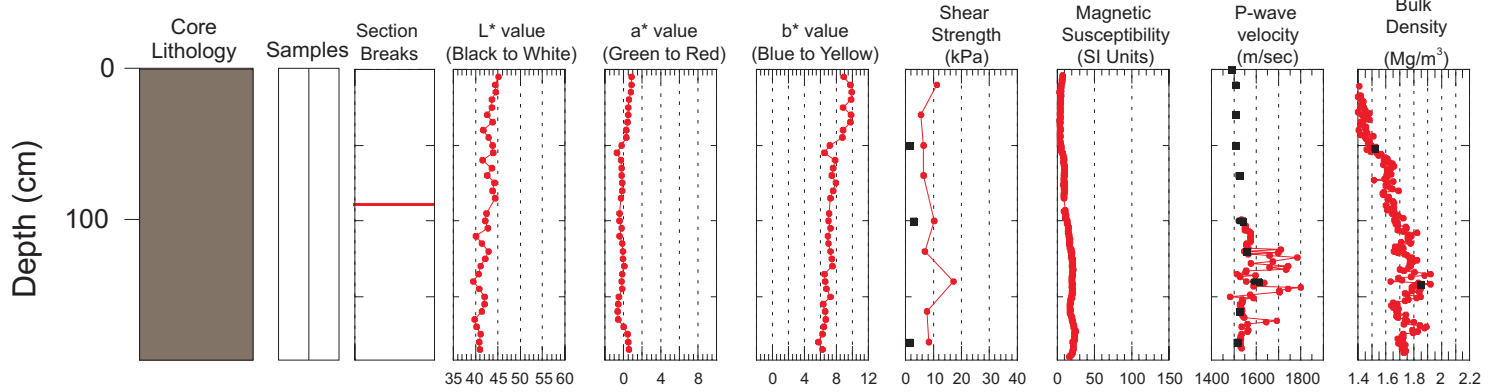 Core
Lithology
Samples
Section
Breaks
L* value
(Black to White)
a* value
(Green to Red)
b* value
(Blue to Yellow)
Shear
Strength
(kPa)
Magnetic
Susceptibility
(SI Units)
P-wave
velocity
(m/sec)
Bulk
Density
(Mg/m³)
Depth (cm)
0
100
35 40 45 50 55 60
0 4 8
0 4 8 12
0 10 20 30 40
0 50 100 150
1400 1600 1800
1.4 1.6 1.8 2 2.2